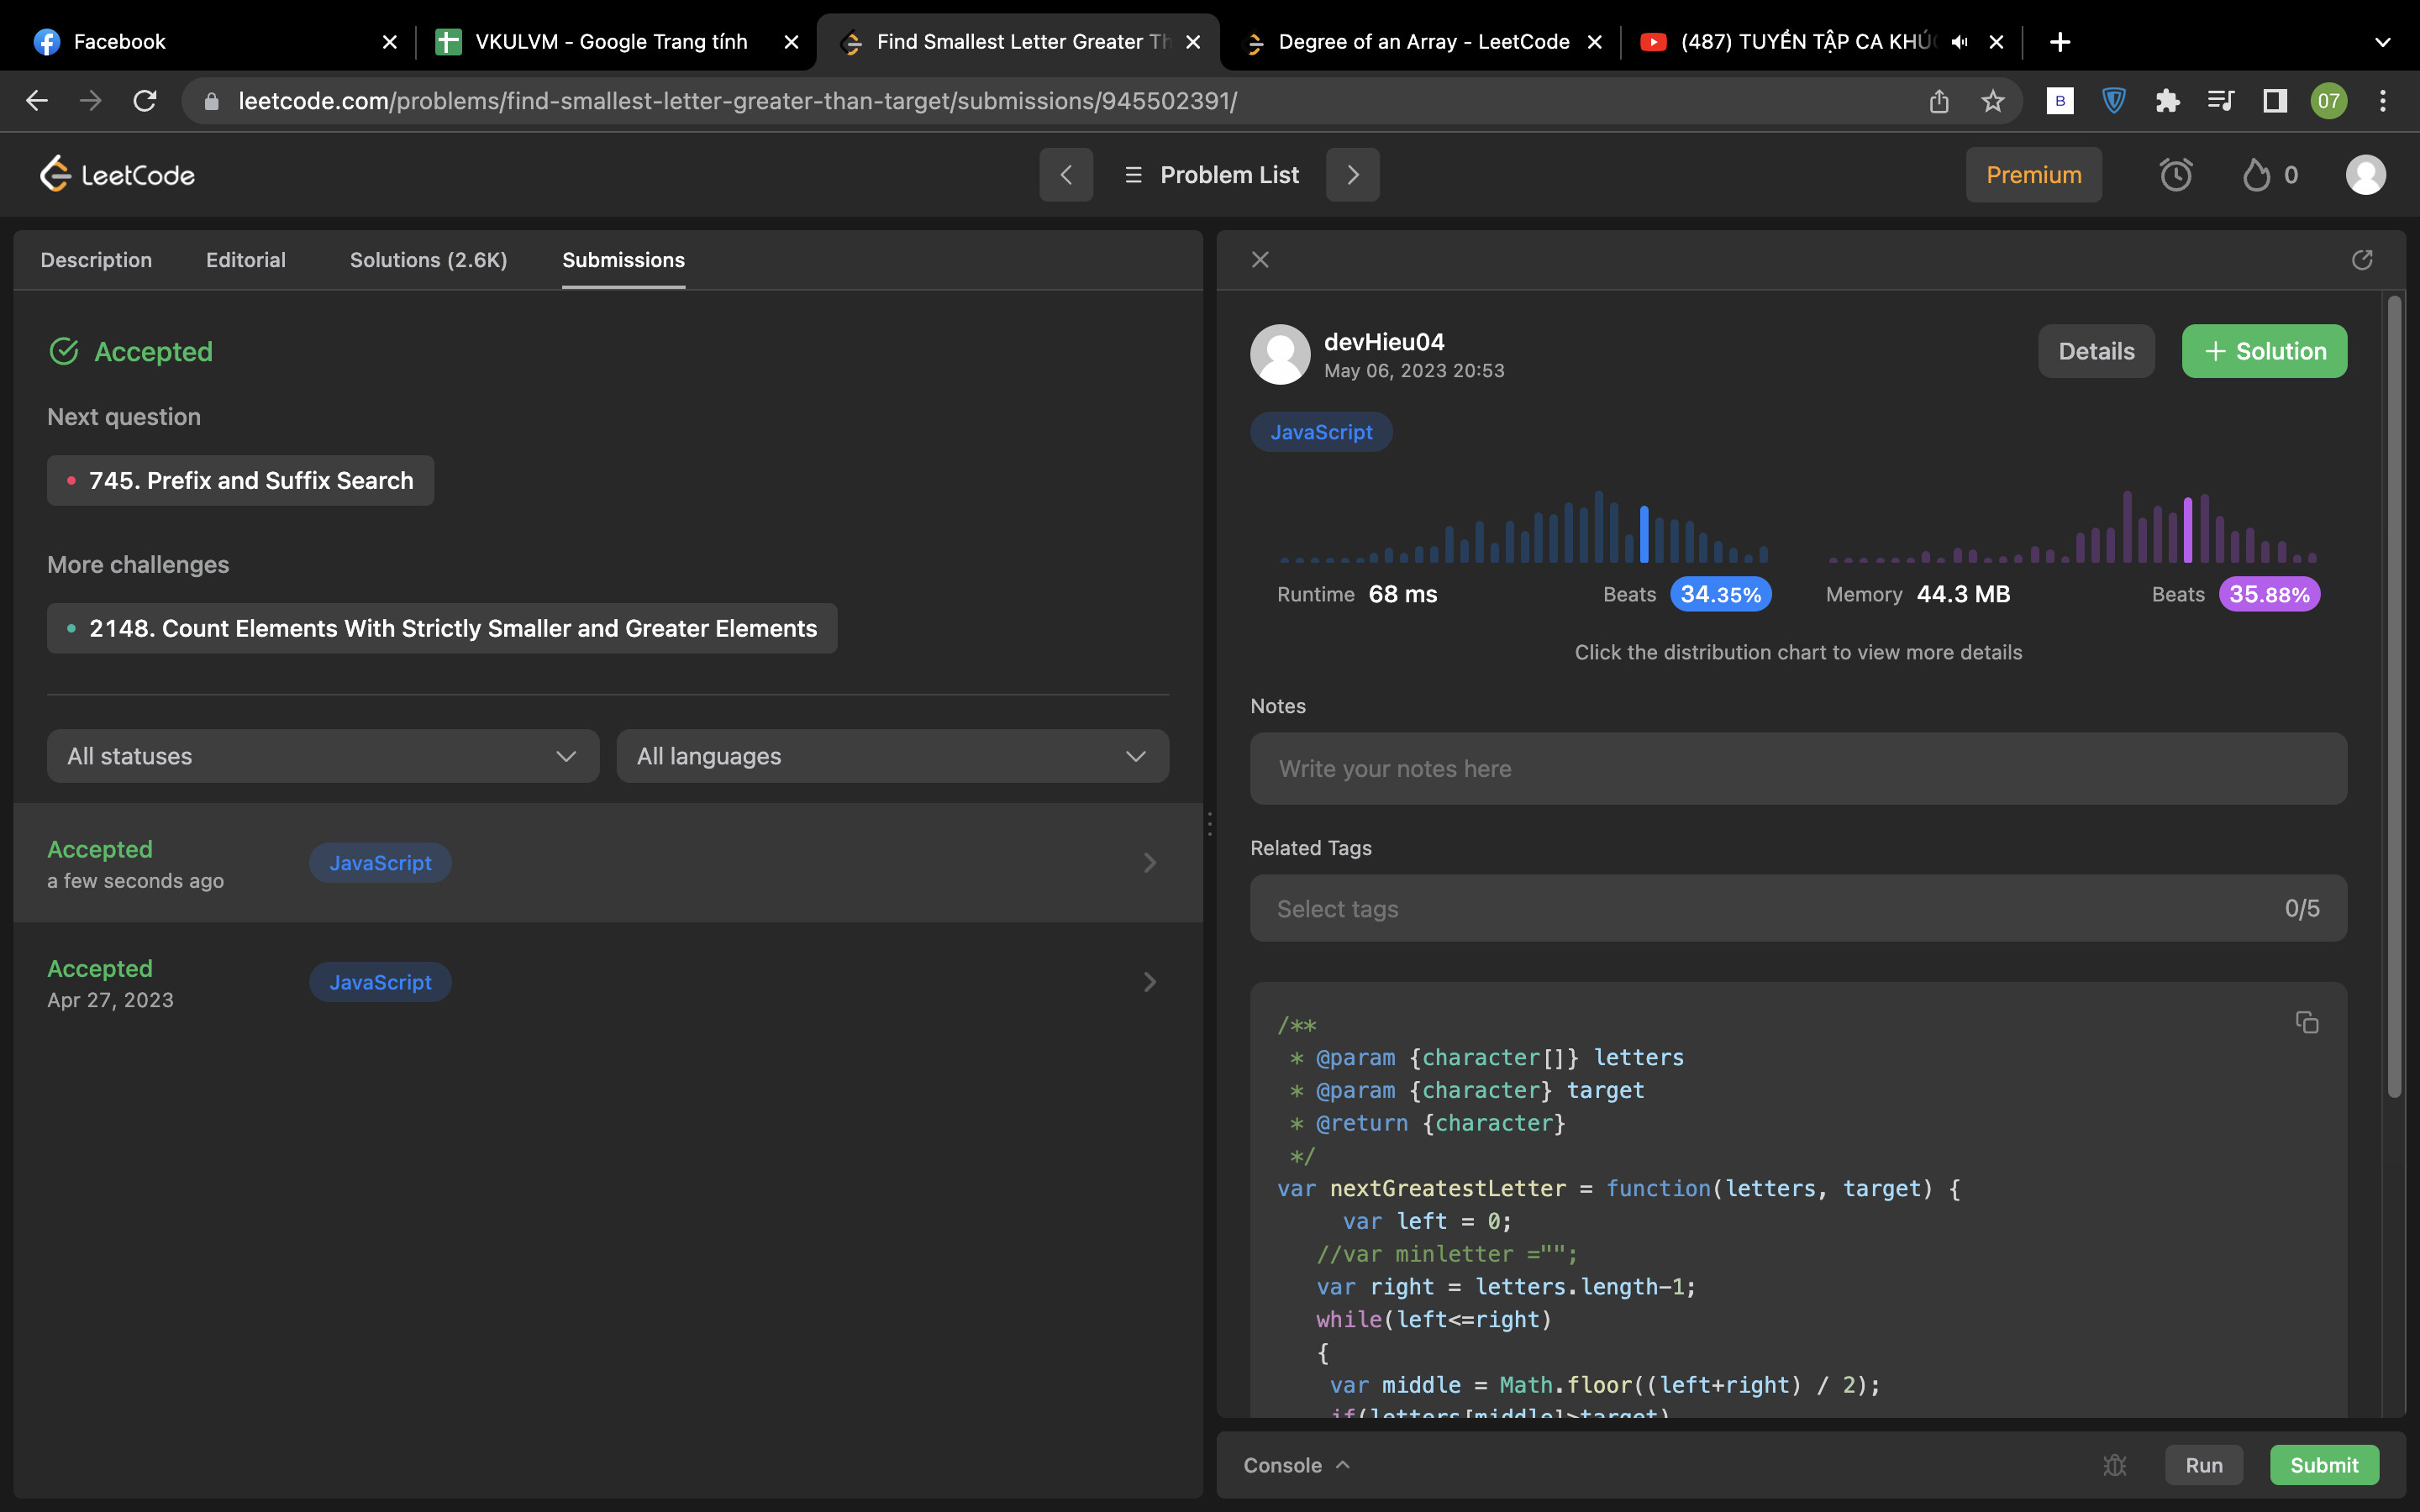 Facebook
VKULVM - Google Trang tính
Find Smallest Letter Greater Th
Degree of an Array - LeetCode
(487) TUYỂN TẬP CA KHÚC
leetcode.com/problems/find-smallest-letter-greater-than-target/submissions/945502391/
B
07
LeetCode
Problem List
Premium
0
Description
Editorial
Solutions (2.6K)
Submissions
Accepted
Next question
745. Prefix and Suffix Search
More challenges
2148. Count Elements With Strictly Smaller and Greater Elements
All statuses
All languages
Accepted
a few seconds ago
JavaScript
Accepted
Apr 27, 2023
JavaScript
devHieu04
May 06, 2023 20:53
Details
+ Solution
JavaScript
Runtime 68 ms
Beats 34.35%
Memory 44.3 MB
Beats 35.88%
Click the distribution chart to view more details
Notes
Write your notes here
Related Tags
Select tags
0/5
/**
* @param {character[]} letters
* @param {character} target
* @return {character}
*/
var nextGreatestLetter = function(letters, target) {
var left = 0;
//var minletter ="";
var right = letters.length-1;
while(left<=right)
{
var middle = Math.floor((left+right) / 2);
if(letters[middle]>target)
Console
Run
Submit